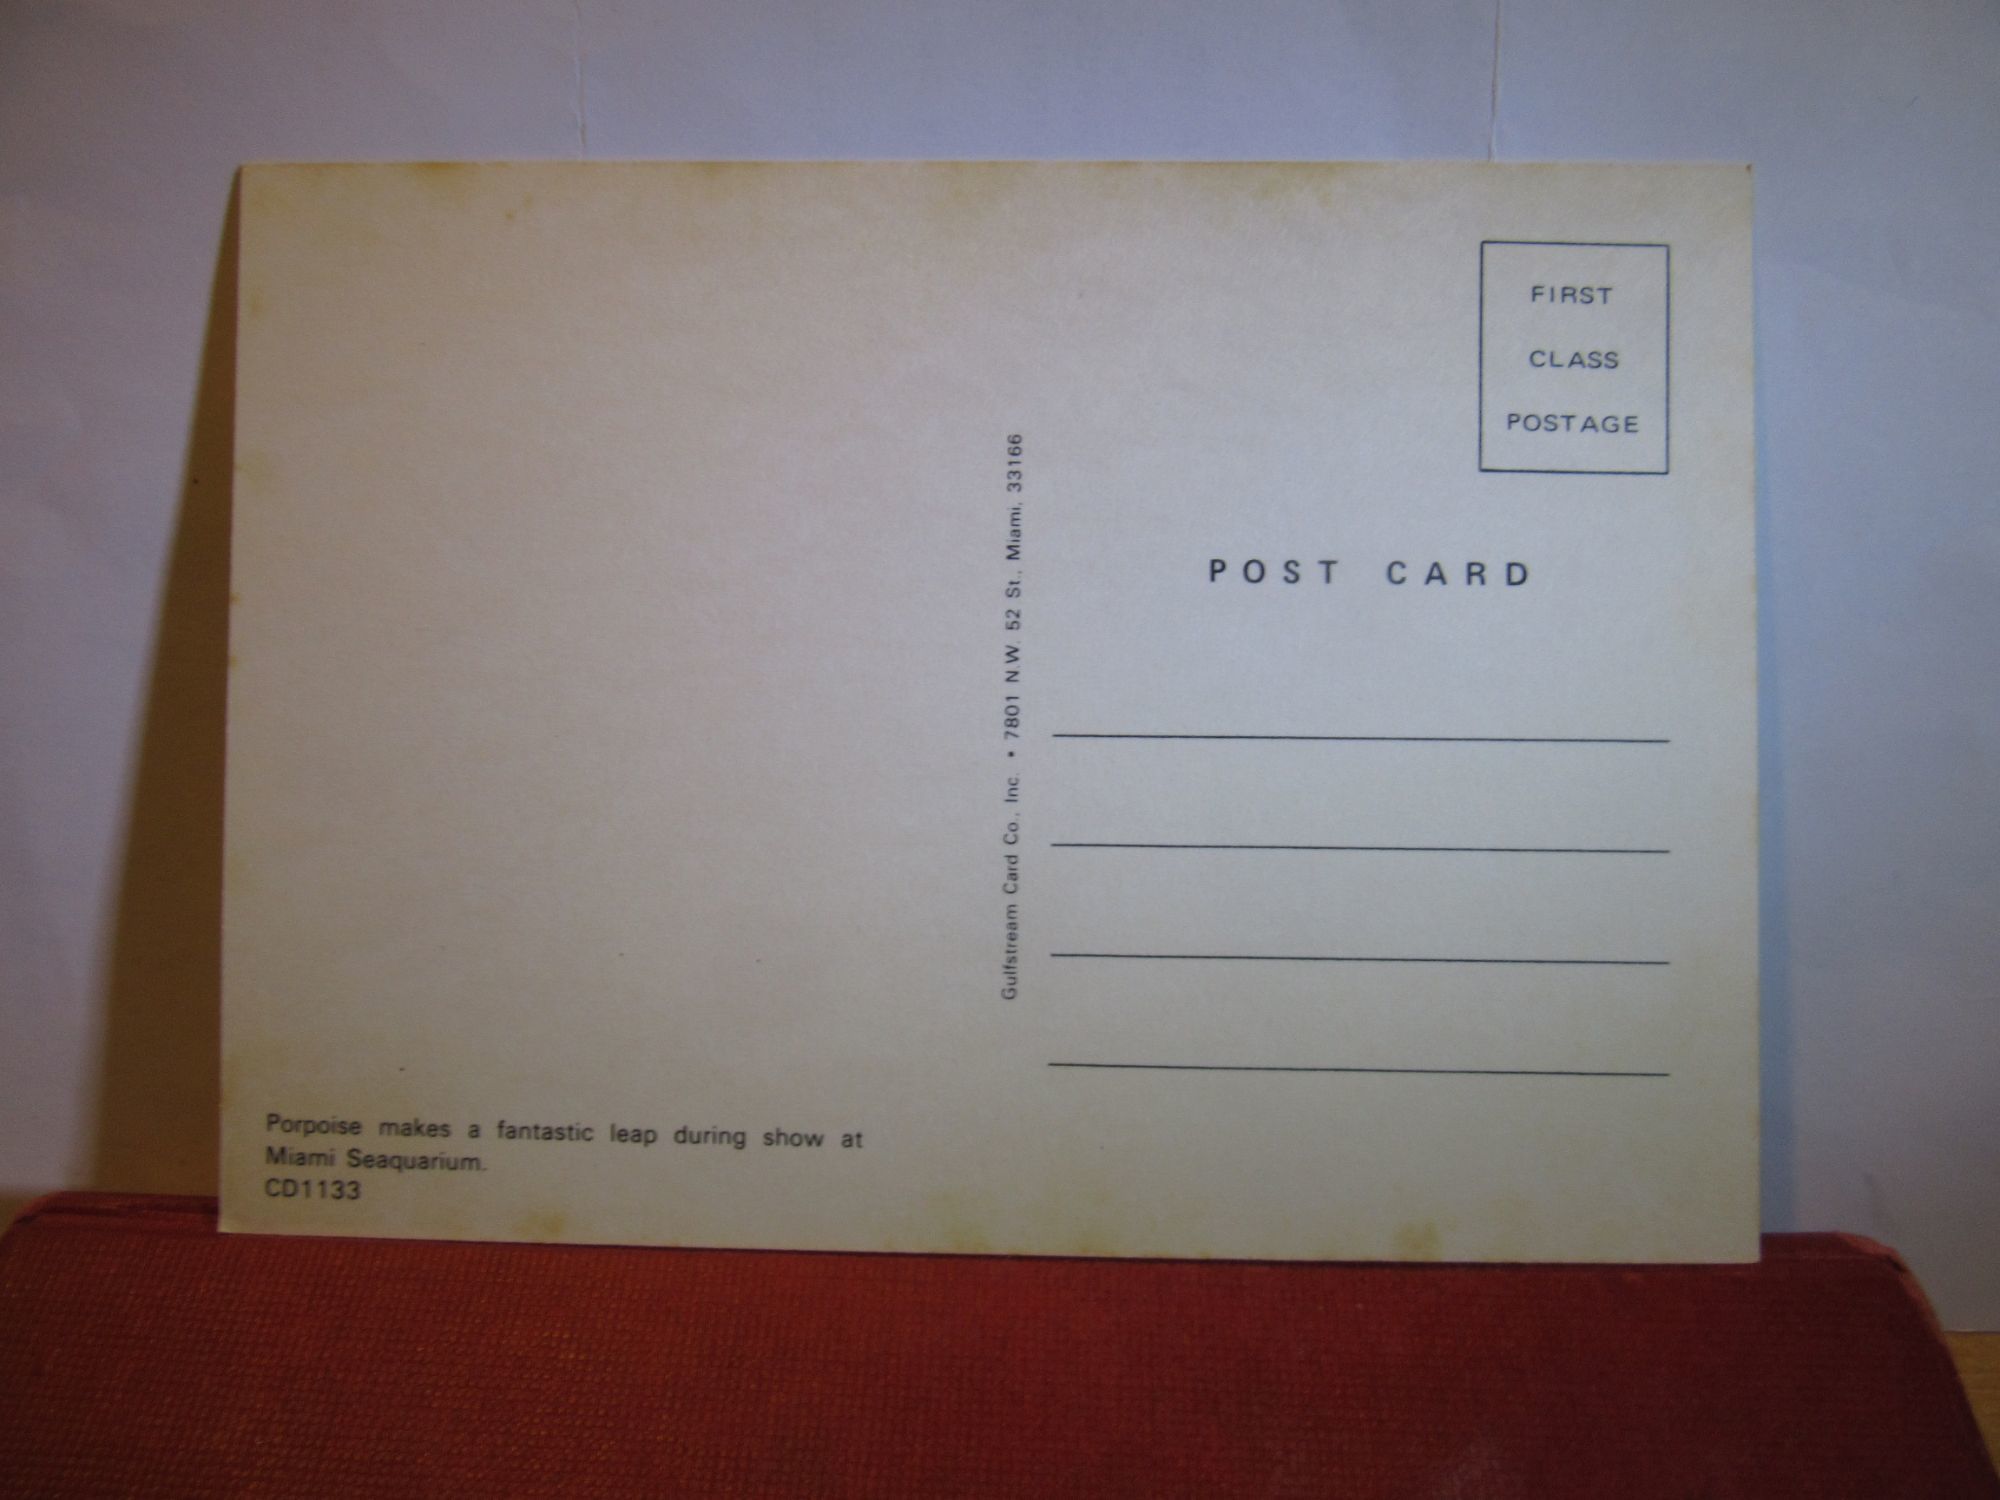 FIRST
CLASS
POSTAGE
POST CARD
Gulfstream Card Co., Inc. • 7801 N.W. 52 St., Miami, 33166
Porpoise makes a fantastic leap during show at
Miami Seaquarium.
CD1133